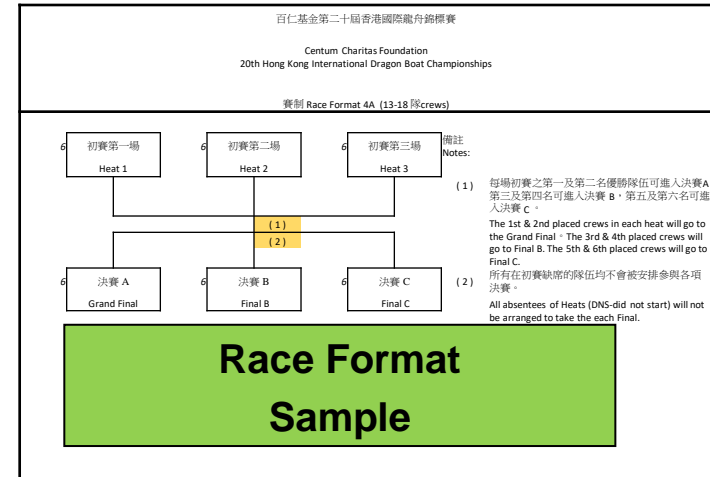 百仁基金第二十屆香港國際龍舟錦標賽
Centum Charitas Foundation
20th Hong Kong International Dragon Boat Championships
賽制 Race Format 4A (13-18 隊crews)
6 初賽第一場 6 初賽第二場 6 初賽第三場
Heat 1 Heat 2 Heat 3
備註
Notes:
( 1 ) 每場初賽之第一及第二名優勝隊伍可進入決賽A
第三及第四名可進入決賽 B，第五及第六名可進
入決賽 C 。
The 1st & 2nd placed crews in each heat will go to
the Grand Final。The 3rd & 4th placed crews will
go to Final B. The 5th & 6th placed crews will go to
Final C.
( 1 )
( 2 )
6 決賽 A 6 決賽 B 6 決賽 C
Grand Final Final B Final C
( 2 ) 所有在初賽缺席的隊伍均不會被安排參與各項
決賽。
All absentees of Heats (DNS-did not start) will not
be arranged to take the each Final.
Race Format
Sample